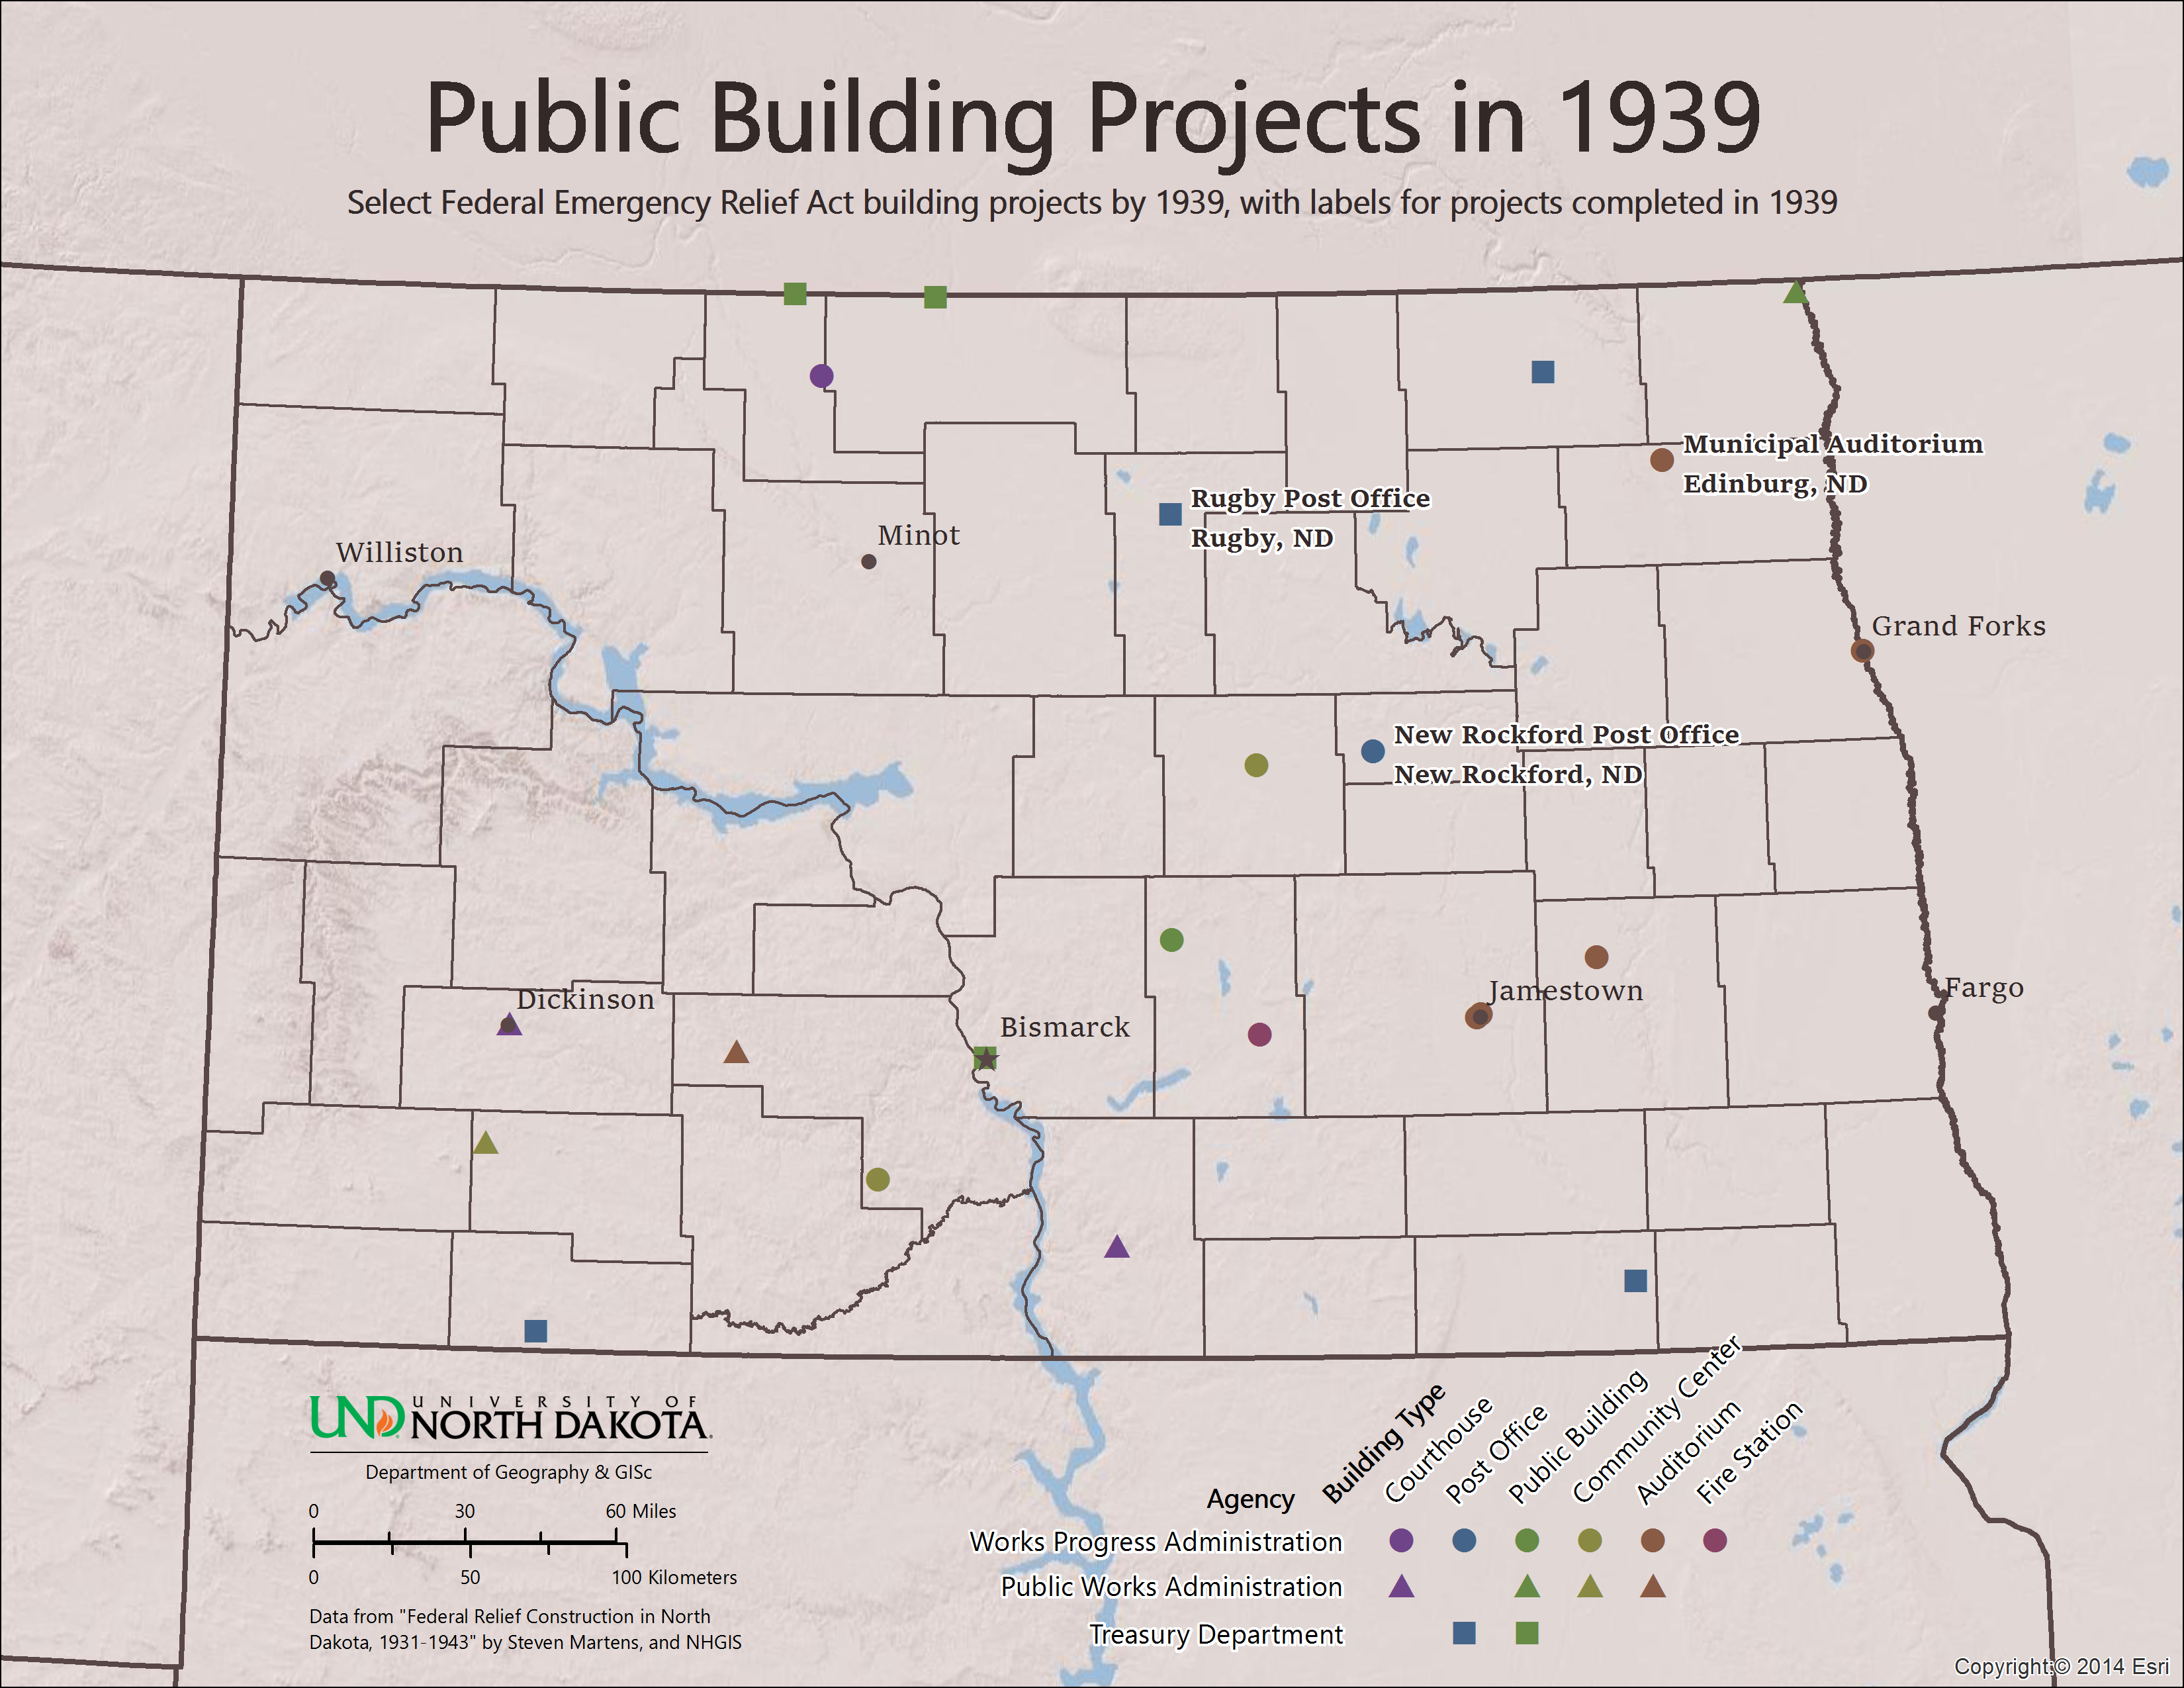 Public Building Projects in 1939
Select Federal Emergency Relief Act building projects by 1939, with labels for projects completed in 1939
Municipal Auditorium
Edinburg, ND
Rugby Post Office
Rugby, ND
Minot
Williston
Grand Forks
New Rockford Post Office
New Rockford, ND
Dickinson
Jamestown
Fargo
Bismarck
UND UNIVERSITY OF
NORTH DAKOTA.
Department of Geography & GISc
0 30 60 Miles
0 50 100 Kilometers
Data from "Federal Relief Construction in North
Dakota, 1931-1943" by Steven Martens, and NHGIS
Agency
Building Type
Courthouse
Post Office
Public Building
Community Center
Auditorium
Fire Station
Works Progress Administration
Public Works Administration
Treasury Department
Copyright:© 2014 Esri